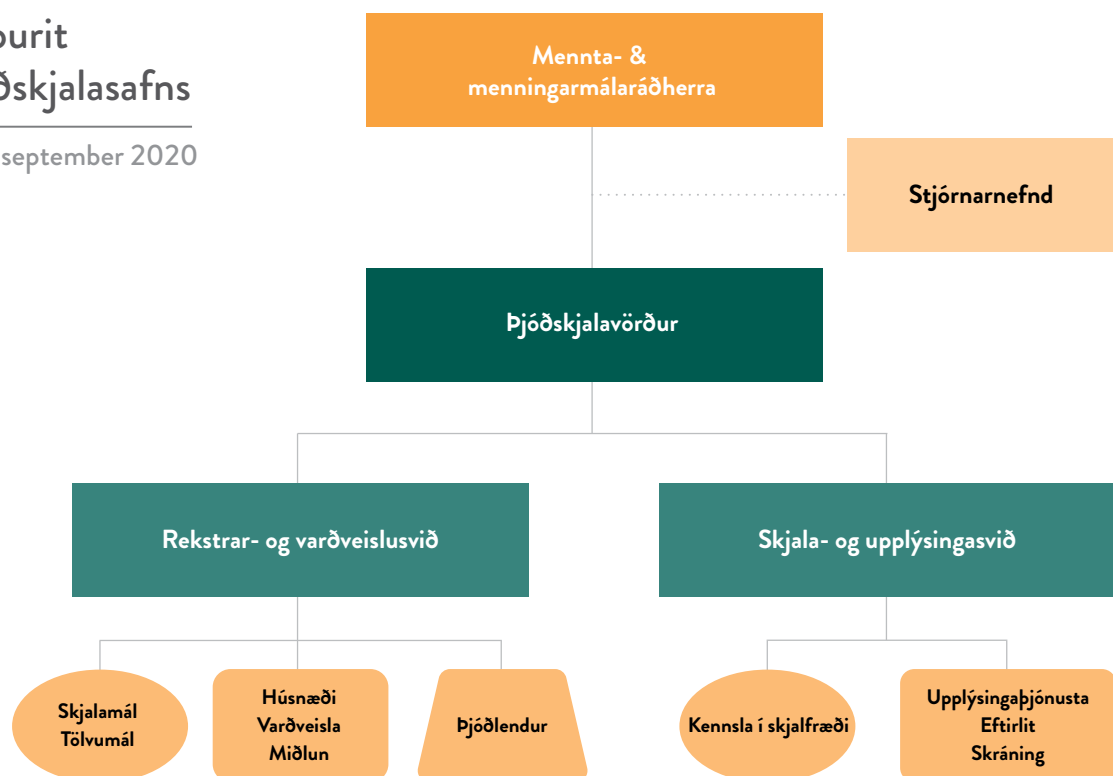 september 2020
Mennta- &
menningarmálaráðherra
Stjórnarnefnd
Þjóðskjalavörður
Rekstrar- og varðveislusvið
Skjala- og upplýsingasvið
Skjalamál
Tölvumál
Húsnæði
Varðveisla
Miðlun
Þjóðlendur
Kennsla í skjalfræði
Upplýsingaþjónusta
Eftirlit
Skráning